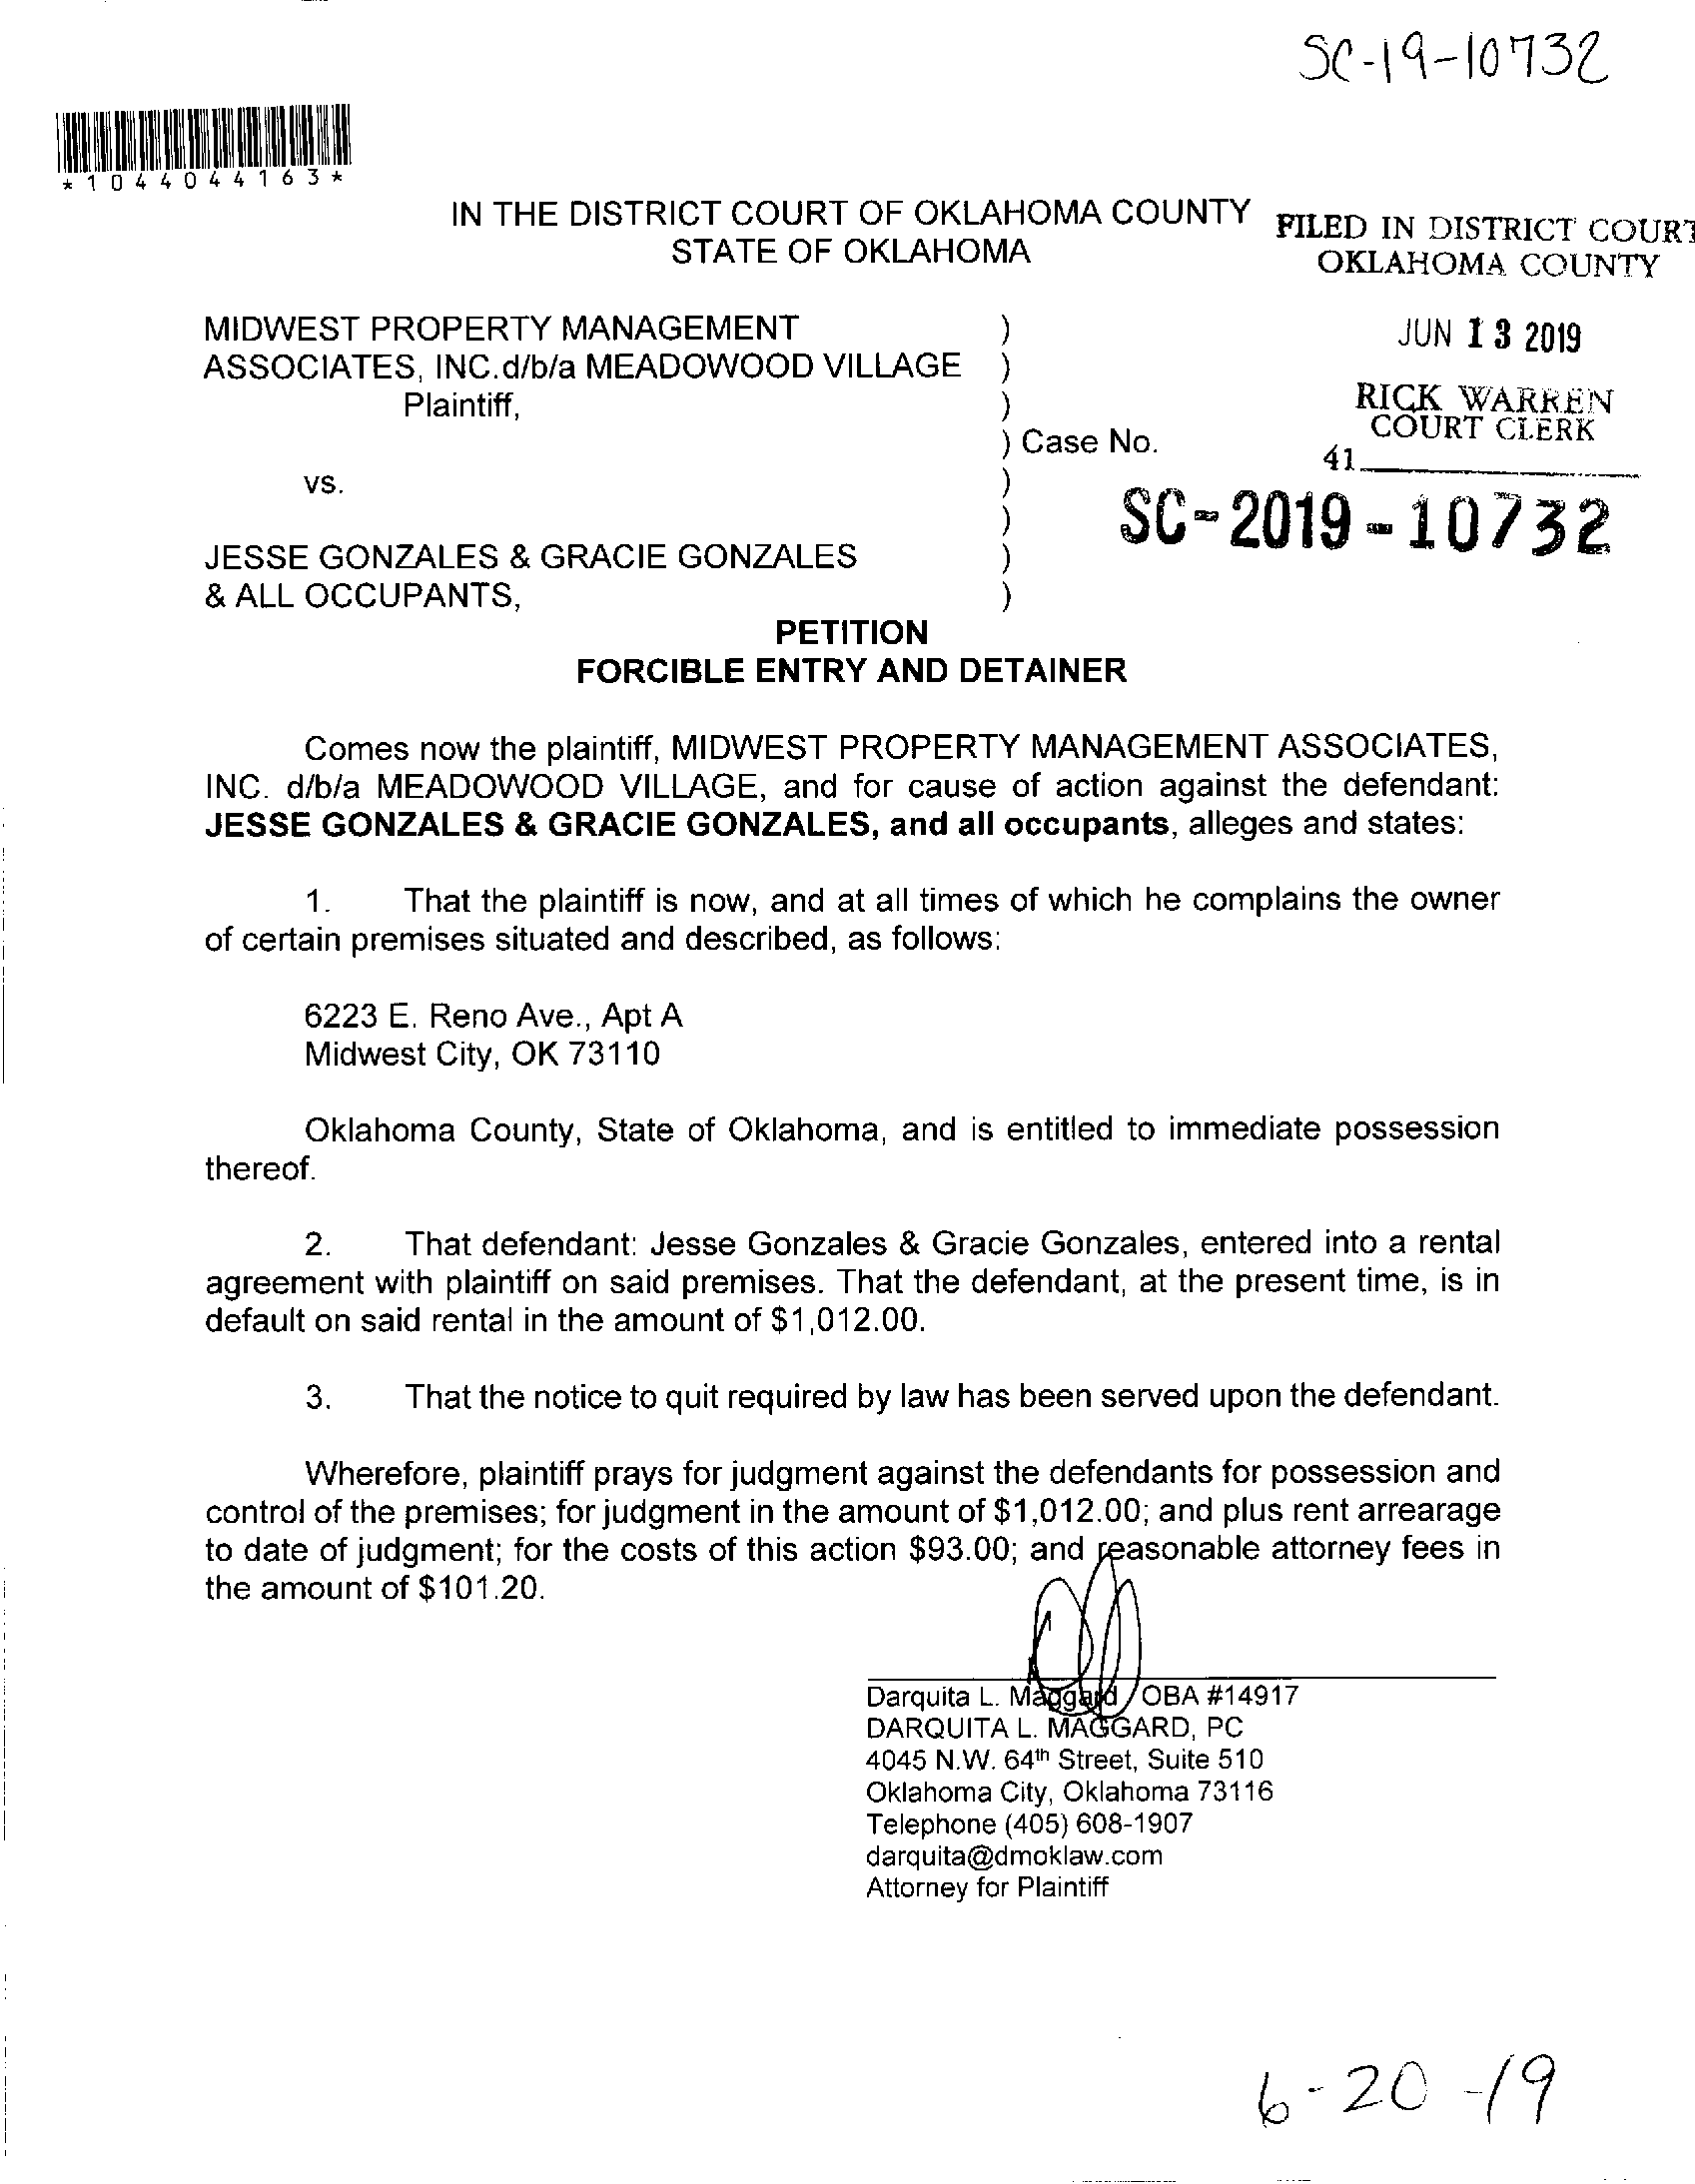 SC-19-10732
*1044044163*
IN THE DISTRICT COURT OF OKLAHOMA COUNTY
STATE OF OKLAHOMA
FILED IN DISTRICT COURT
OKLAHOMA COUNTY
JUN 13 2019
RICK WARREN
COURT CLERK
41
MIDWEST PROPERTY MANAGEMENT )
ASSOCIATES, INC.d/b/a MEADOWOOD VILLAGE )
Plaintiff, )
) Case No.
vs. )
)
SC-2019-10732
JESSE GONZALES & GRACIE GONZALES )
& ALL OCCUPANTS, )
PETITION
FORCIBLE ENTRY AND DETAINER
Comes now the plaintiff, MIDWEST PROPERTY MANAGEMENT ASSOCIATES,
INC. d/b/a MEADOWOOD VILLAGE, and for cause of action against the defendant:
JESSE GONZALES & GRACIE GONZALES, and all occupants, alleges and states:
1. That the plaintiff is now, and at all times of which he complains the owner
of certain premises situated and described, as follows:
6223 E. Reno Ave., Apt A
Midwest City, OK 73110
Oklahoma County, State of Oklahoma, and is entitled to immediate possession
thereof.
2. That defendant: Jesse Gonzales & Gracie Gonzales, entered into a rental
agreement with plaintiff on said premises. That the defendant, at the present time, is in
default on said rental in the amount of $1,012.00.
3. That the notice to quit required by law has been served upon the defendant.
Wherefore, plaintiff prays for judgment against the defendants for possession and
control of the premises; for judgment in the amount of $1,012.00; and plus rent arrearage
to date of judgment; for the costs of this action $93.00; and reasonable attorney fees in
the amount of $101.20.
Darquita L. Maggard OBA #14917
DARQUITA L. MAGGARD, PC
4045 N.W. 64th Street, Suite 510
Oklahoma City, Oklahoma 73116
Telephone (405) 608-1907
darquita@dmoklaw.com
Attorney for Plaintiff
6-20-19